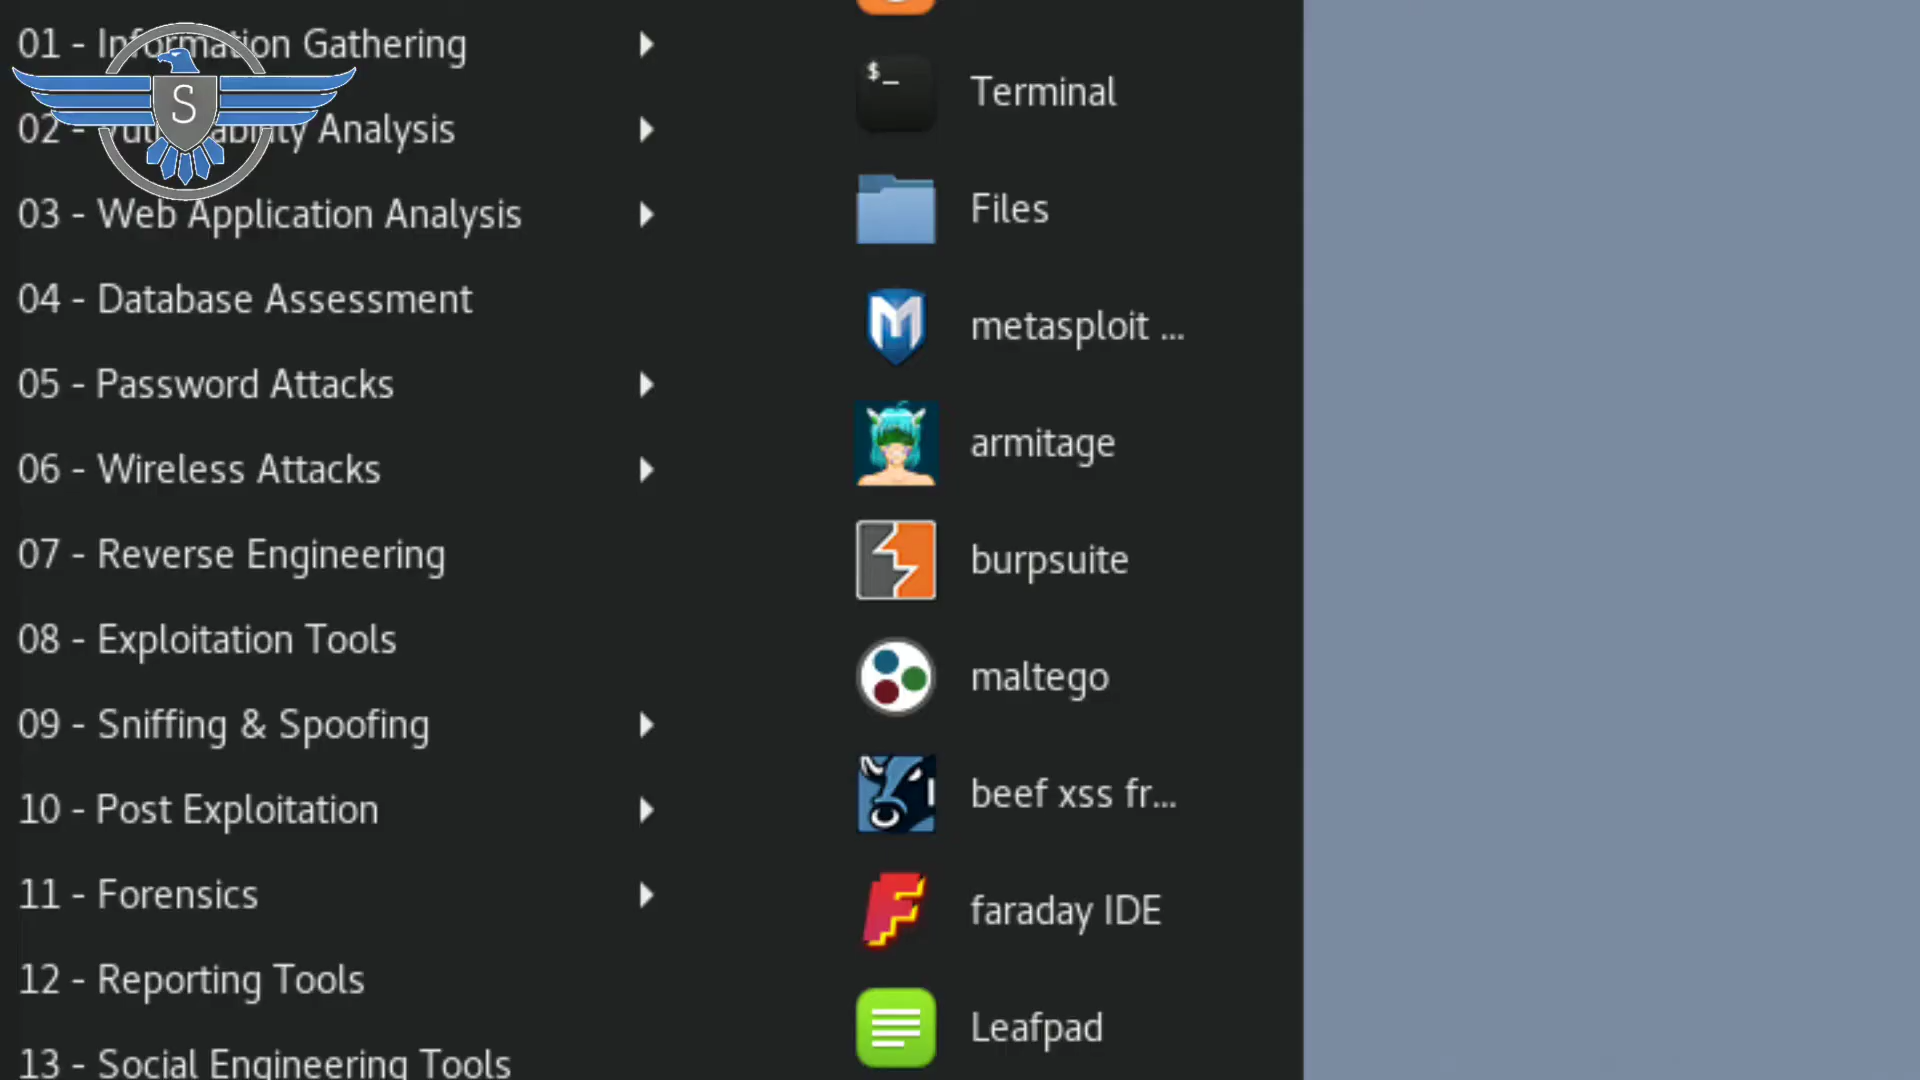 01 - Information Gathering
02 - Vulnerability Analysis
03 - Web Application Analysis
04 - Database Assessment
05 - Password Attacks
06 - Wireless Attacks
07 - Reverse Engineering
08 - Exploitation Tools
09 - Sniffing & Spoofing
10 - Post Exploitation
11 - Forensics
12 - Reporting Tools
13 - Social Engineering Tools
S
$_
Terminal
Files
M
metasploit ...
armitage
burpsuite
maltego
beef xss fr...
F
faraday IDE
Leafpad